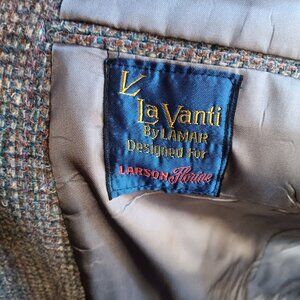 LV
La Vanti
By LAMAR
Designed For
LARSON Florine